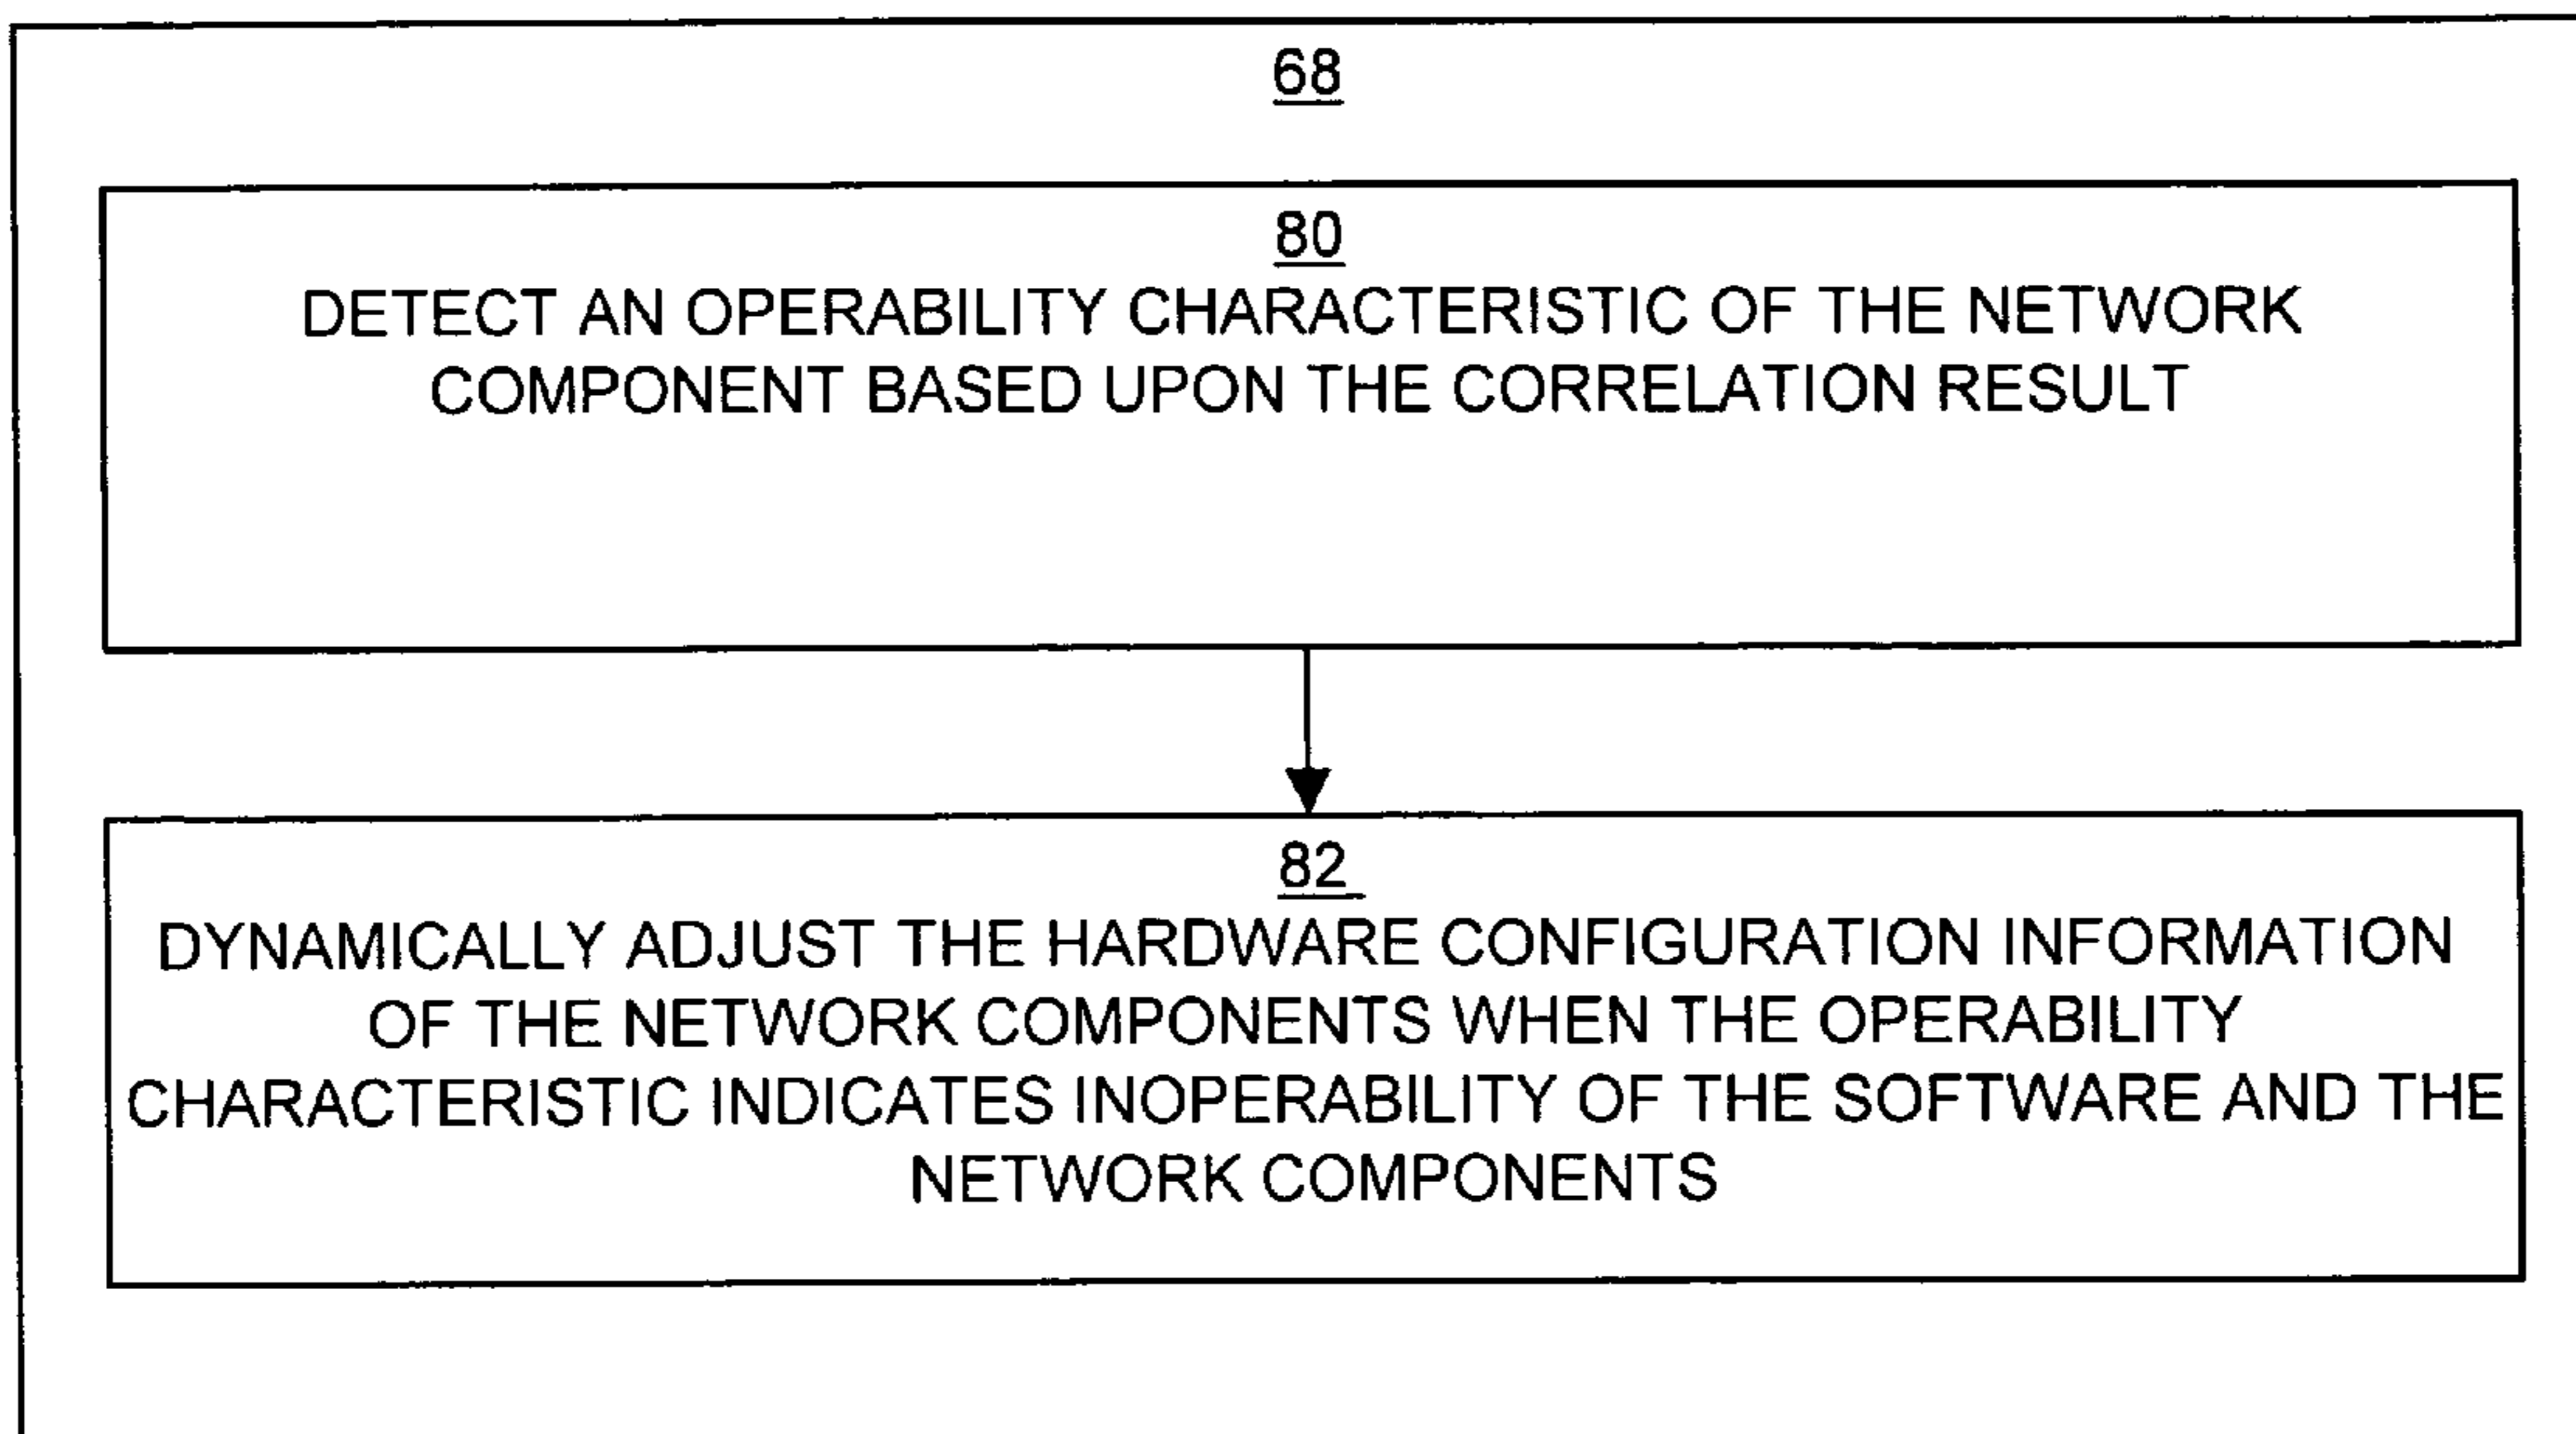 68
80
DETECT AN OPERABILITY CHARACTERISTIC OF THE NETWORK
COMPONENT BASED UPON THE CORRELATION RESULT
82
DYNAMICALLY ADJUST THE HARDWARE CONFIGURATION INFORMATION
OF THE NETWORK COMPONENTS WHEN THE OPERABILITY
CHARACTERISTIC INDICATES INOPERABILITY OF THE SOFTWARE AND THE
NETWORK COMPONENTS